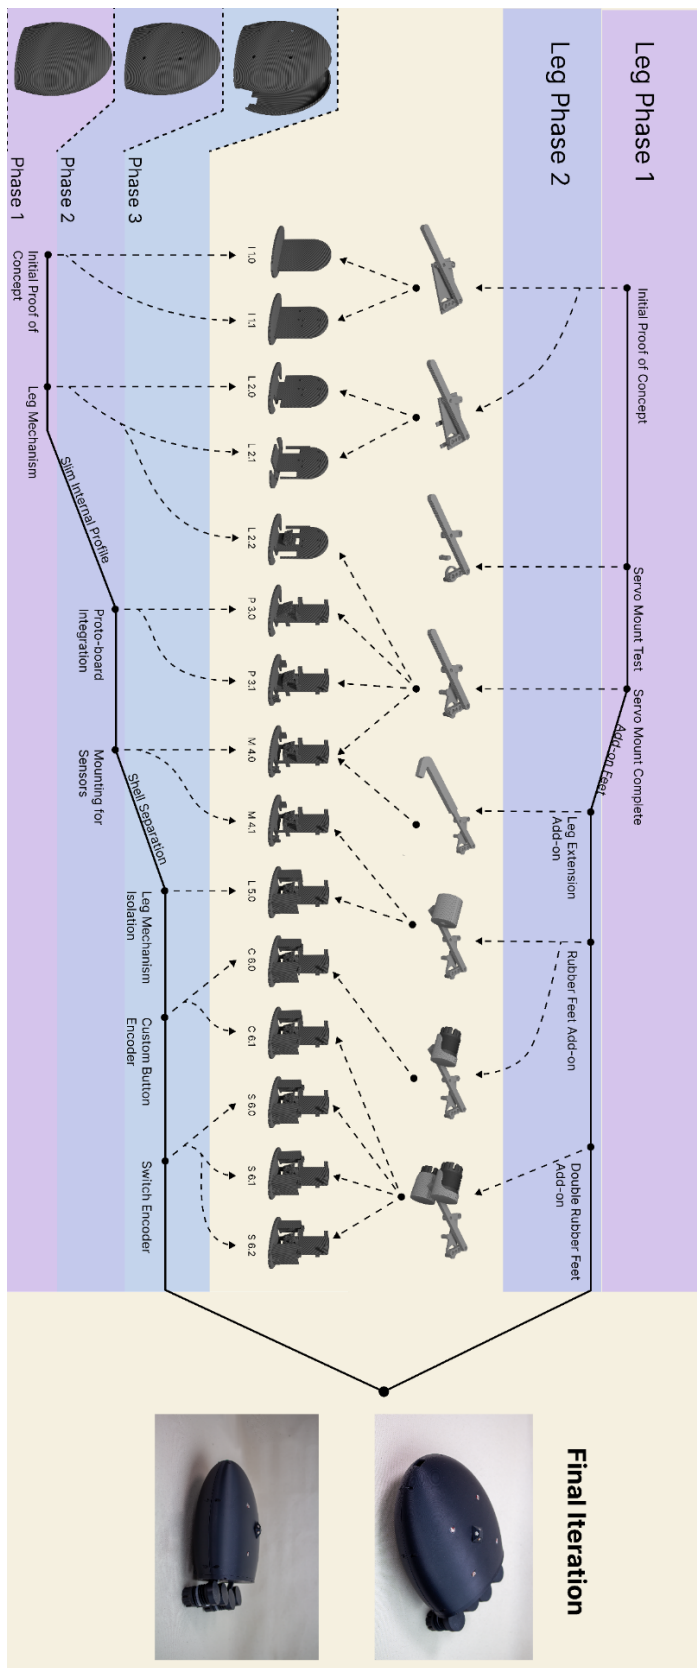 Leg Phase 1
Initial Proof of Concept
Servo Mount Test
Servo Mount Complete
Add-on Feet
Leg Phase 2
Leg Extension
Add-on
Rubber Feet Add-on
Double Rubber Feet
Add-on
I 1.0
I 1.1
L 2.0
L 2.1
L 2.2
P 3.0
P 3.1
M 4.0
M 4.1
L 5.0
C 6.0
C 6.1
S 6.0
S 6.1
S 6.2
Phase 3
Leg Mechanism
Isolation
Custom Button
Encoder
Switch Encoder
Shell Separation
Phase 2
Proto-board
Integration
Mounting for
Sensors
Slim Internal Profile
Phase 1
Initial Proof of
Concept
Leg Mechanism
Final Iteration